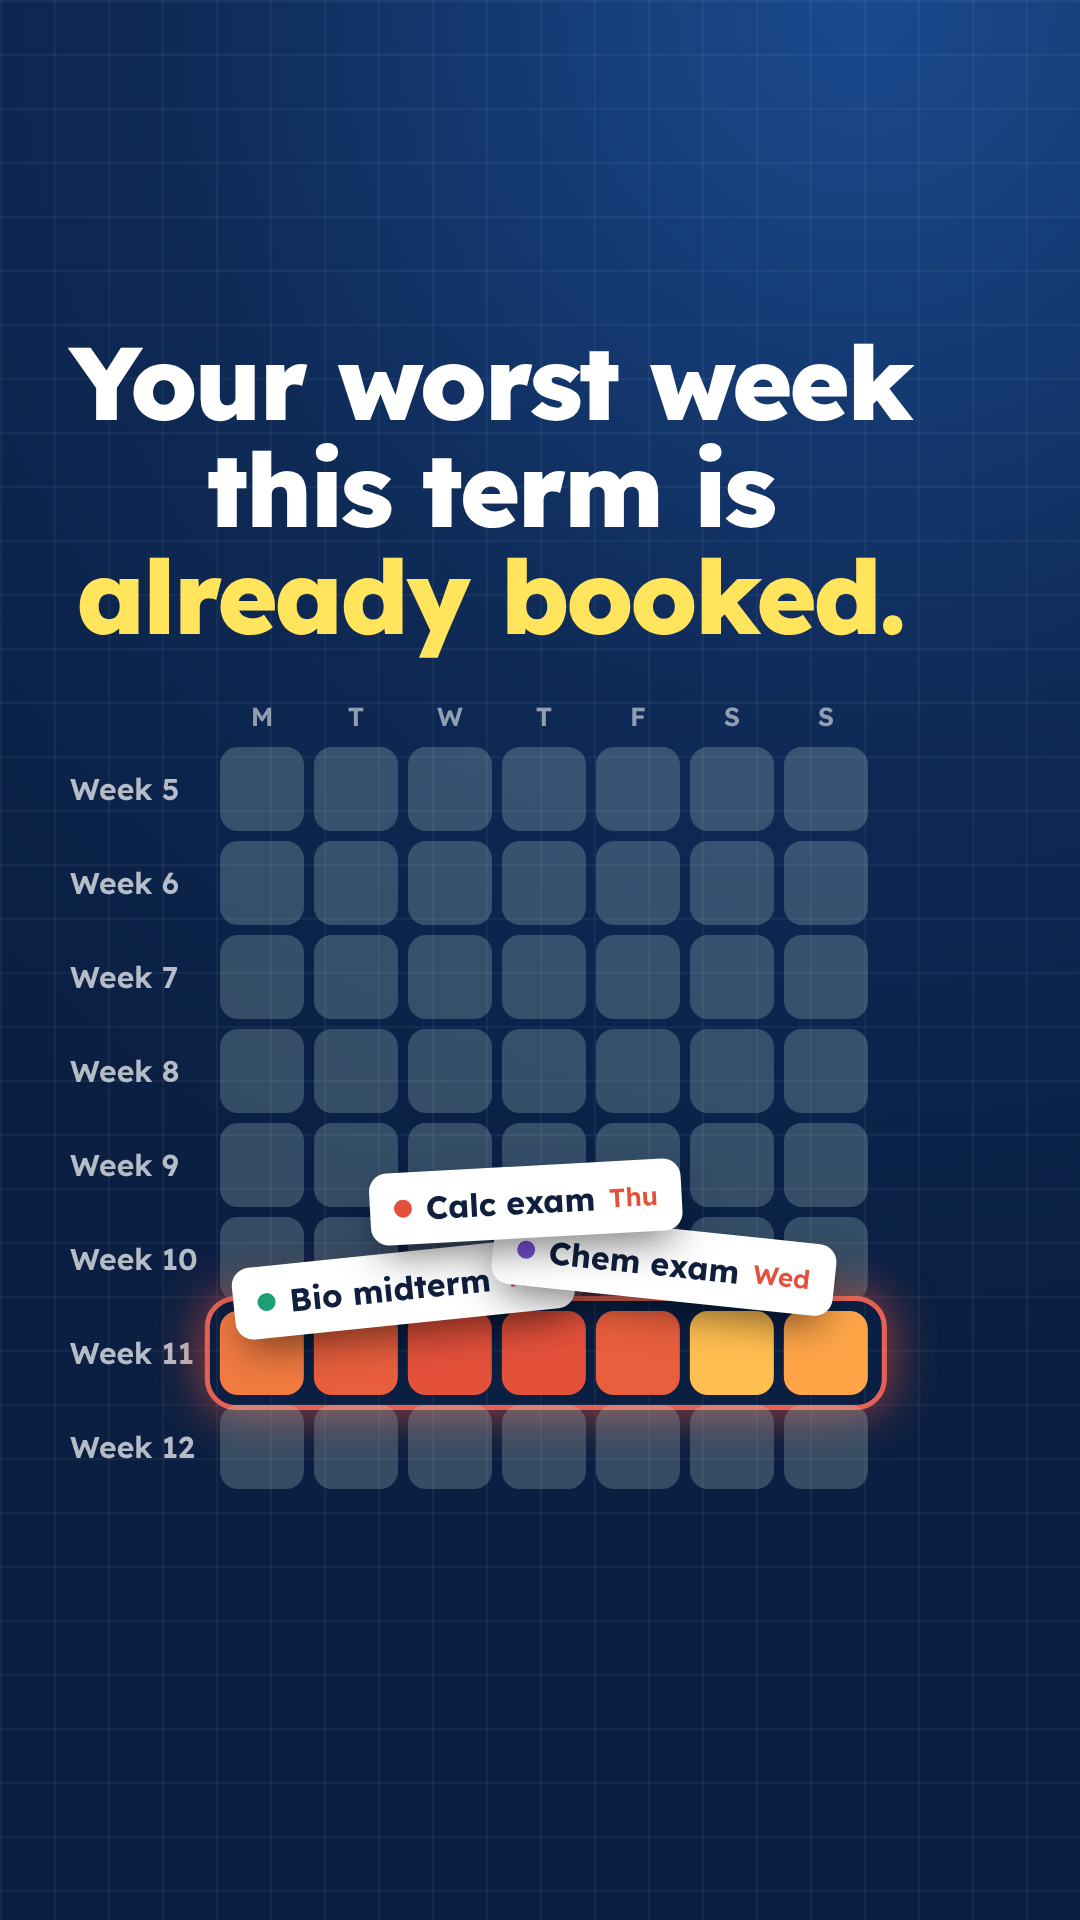 Your worst week
this term is
already booked.
M T W T F S S
Week 5
Week 6
Week 7
Week 8
Week 9
Calc exam Thu
Week 10
Chem exam Wed
Bio midterm
Week 11
Week 12